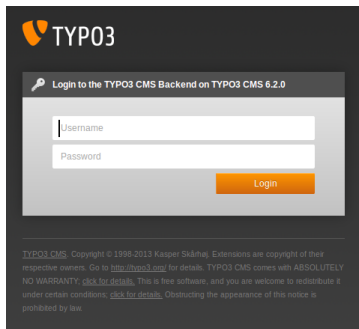 TYPO3
Login to the TYPO3 CMS Backend on TYPO3 CMS 6.2.0
Username
Password
Login
TYPO3 CMS. Copyright © 1998-2013 Kasper Skårhøj. Extensions are copyright of their
respective owners. Go to http://typo3.org/ for details. TYPO3 CMS comes with ABSOLUTELY
NO WARRANTY; click for details. This is free software, and you are welcome to redistribute it
under certain conditions; click for details. Obstructing the appearance of this notice is
prohibited by law.